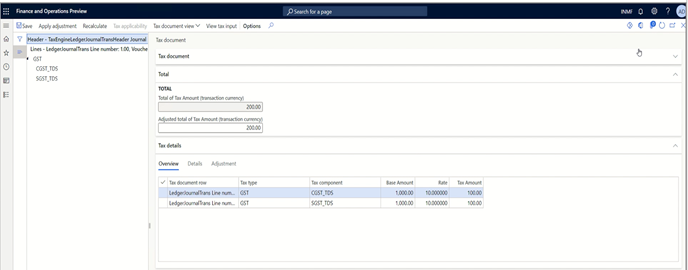 Finance and Operations Preview
Search for a page
INMF
AD
Save Apply adjustment Recalculate Tax applicability Tax document view View tax input Options
Header - TaxEngineLedgerJournalTransHeader Journal
Lines - LedgerJournalTrans Line number: 1.00, Vouche
GST
CGST_TDS
SGST_TDS
Tax document
Tax document
Total
TOTAL
Total of Tax Amount (transaction currency)
200.00
Adjusted total of Tax Amount (transaction currency)
200.00
Tax details
Overview Details Adjustment
Tax document row Tax type Tax component Base Amount Rate Tax Amount
LedgerJournalTrans Line num... GST CGST_TDS 1,000.00 10.000000 100.00
LedgerJournalTrans Line num... GST SGST_TDS 1,000.00 10.000000 100.00